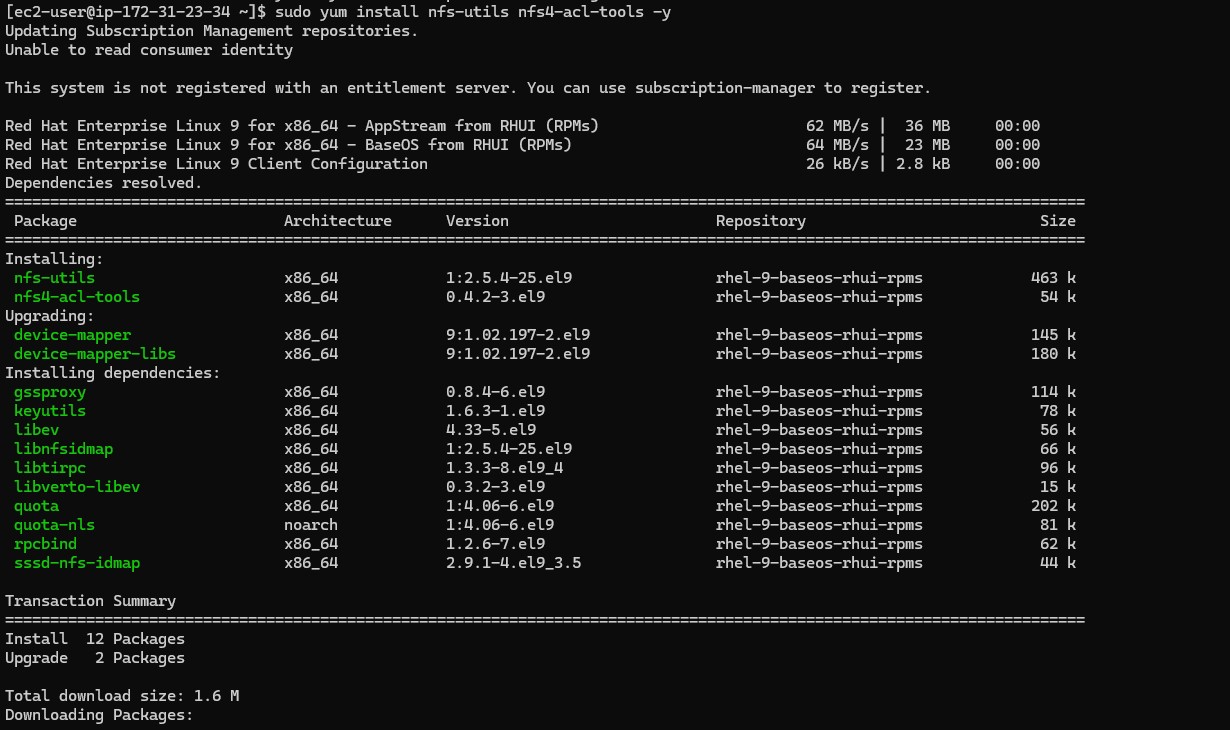 [ec2-user@ip-172-31-23-34 ~]$ sudo yum install nfs-utils nfs4-acl-tools -y
Updating Subscription Management repositories.
Unable to read consumer identity
This system is not registered with an entitlement server. You can use subscription-manager to register.
Red Hat Enterprise Linux 9 for x86_64 - AppStream from RHUI (RPMs) 62 MB/s | 36 MB 00:00
Red Hat Enterprise Linux 9 for x86_64 - BaseOS from RHUI (RPMs) 64 MB/s | 23 MB 00:00
Red Hat Enterprise Linux 9 Client Configuration 26 kB/s | 2.8 kB 00:00
Dependencies resolved.
================================================================================
Package Architecture Version Repository Size
================================================================================
Installing:
nfs-utils x86_64 1:2.5.4-25.el9 rhel-9-baseos-rhui-rpms 463 k
nfs4-acl-tools x86_64 0.4.2-3.el9 rhel-9-baseos-rhui-rpms 54 k
Upgrading:
device-mapper x86_64 9:1.02.197-2.el9 rhel-9-baseos-rhui-rpms 145 k
device-mapper-libs x86_64 9:1.02.197-2.el9 rhel-9-baseos-rhui-rpms 180 k
Installing dependencies:
gssproxy x86_64 0.8.4-6.el9 rhel-9-baseos-rhui-rpms 114 k
keyutils x86_64 1.6.3-1.el9 rhel-9-baseos-rhui-rpms 78 k
libev x86_64 4.33-5.el9 rhel-9-baseos-rhui-rpms 56 k
libnfsidmap x86_64 1:2.5.4-25.el9 rhel-9-baseos-rhui-rpms 66 k
libtirpc x86_64 1.3.3-8.el9_4 rhel-9-baseos-rhui-rpms 96 k
libverto-libev x86_64 0.3.2-3.el9 rhel-9-baseos-rhui-rpms 15 k
quota x86_64 1:4.06-6.el9 rhel-9-baseos-rhui-rpms 202 k
quota-nls noarch 1:4.06-6.el9 rhel-9-baseos-rhui-rpms 81 k
rpcbind x86_64 1.2.6-7.el9 rhel-9-baseos-rhui-rpms 62 k
sssd-nfs-idmap x86_64 2.9.1-4.el9_3.5 rhel-9-baseos-rhui-rpms 44 k
Transaction Summary
================================================================================
Install 12 Packages
Upgrade 2 Packages
Total download size: 1.6 M
Downloading Packages: